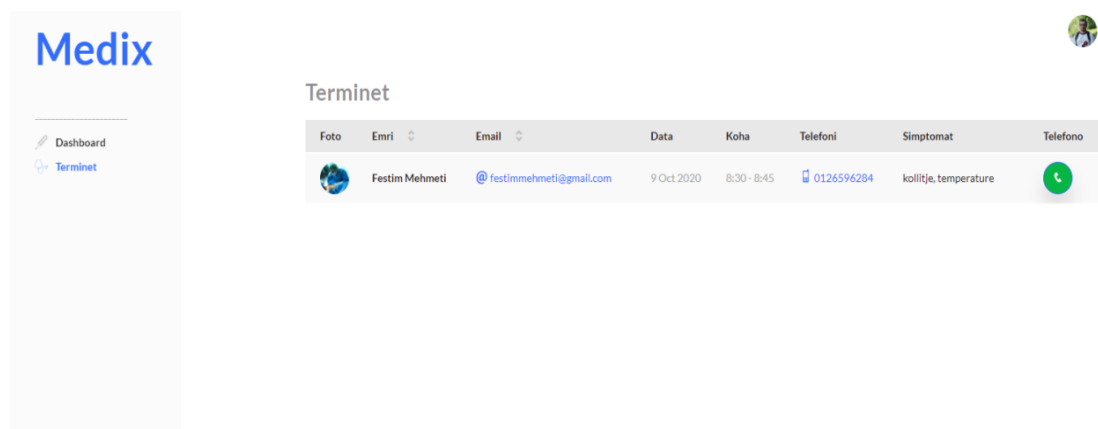 Medix
Dashboard
Terminet
Terminet
Foto Emri Email Data Koha Telefoni Simptomat Telefono
Festim Mehmeti @ festimmehmeti@gmail.com 9 Oct 2020 8:30 - 8:45 0126596284 kollitje, temperature